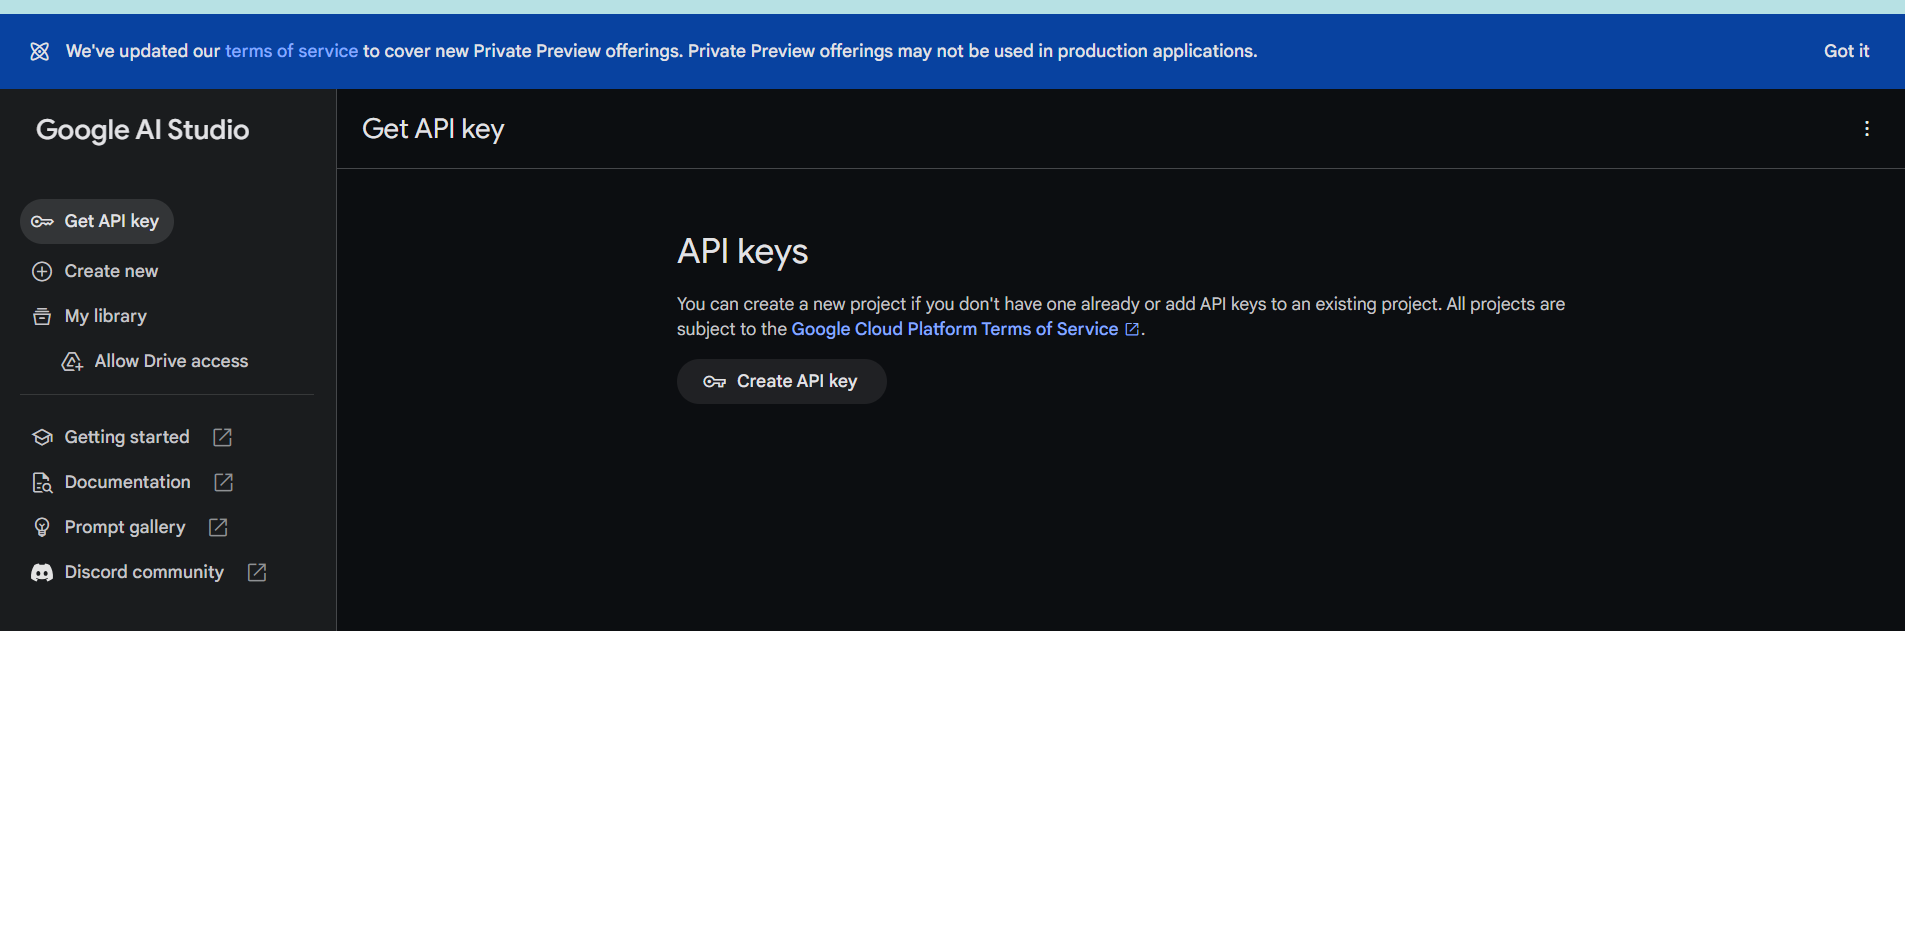 We've updated our terms of service to cover new Private Preview offerings. Private Preview offerings may not be used in production applications.
Got it
Google AI Studio
Get API key
Get API key
Create new
My library
Allow Drive access
Getting started
Documentation
Prompt gallery
Discord community
API keys
You can create a new project if you don't have one already or add API keys to an existing project. All projects are
subject to the Google Cloud Platform Terms of Service.
Create API key